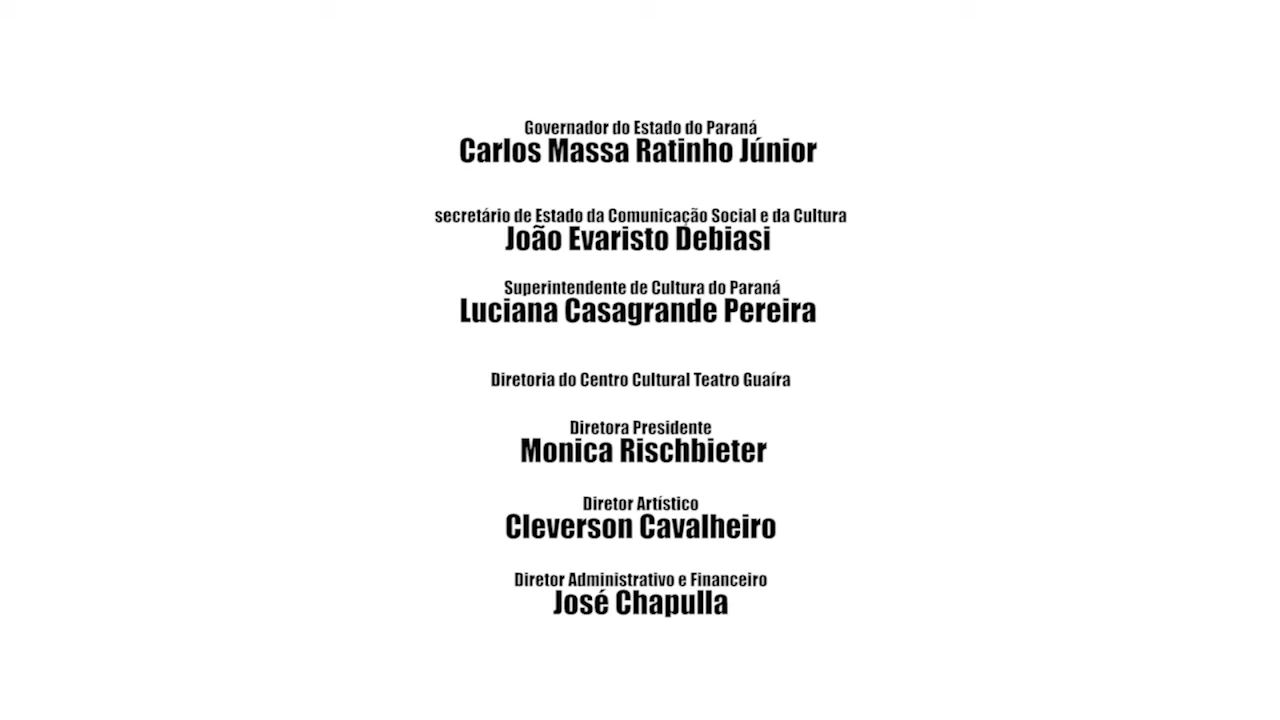 Governador do Estado do Paraná
Carlos Massa Ratinho Júnior
secretário de Estado da Comunicação Social e da Cultura
João Evaristo Debiasi
Superintendente de Cultura do Paraná
Luciana Casagrande Pereira
Diretoria do Centro Cultural Teatro Guaíra
Diretora Presidente
Monica Rischbieter
Diretor Artístico
Cleverson Cavalheiro
Diretor Administrativo e Financeiro
José Chapulla